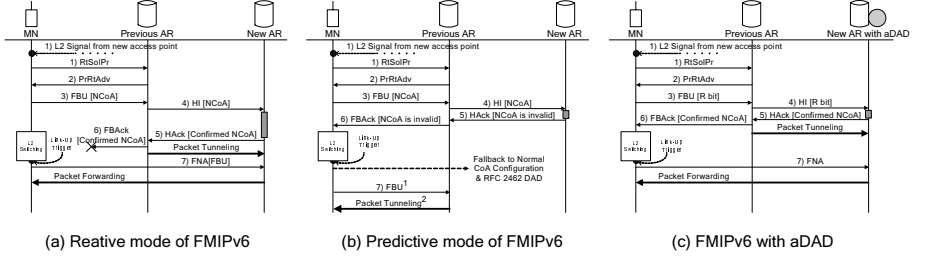 MN Previous AR New AR
1) L2 Signal from new access point
1) RtSolPr
2) PrRtAdv
3) FBU [NCoA]
4) HI [NCoA]
5) HAck [Confirmed NCoA]
6) FBAck
[Confirmed NCoA]
L2
Switching
Link-Up
Trigger
Packet Tunneling
7) FNA[FBU]
Packet Forwarding
(a) Reative mode of FMIPv6
MN Previous AR New AR
1) L2 Signal from new access point
1) RtSolPr
2) PrRtAdv
3) FBU [NCoA]
4) HI [NCoA]
5) HAck [NCoA is invalid]
6) FBAck [NCoA is invalid]
L2
Switching
Link-Up
Trigger
Fallback to Normal
CoA Configuration
& RFC 2462 DAD
7) FBU1
Packet Tunneling2
(b) Predictive mode of FMIPv6
MN Previous AR New AR with aDAD
1) L2 Signal from new access point
1) RtSolPr
2) PrRtAdv
3) FBU [R bit]
4) HI [R bit]
5) HAck [Confirmed NCoA]
6) FBAck [Confirmed NCoA]
Packet Tunneling
L2
Switching
Link-Up
Trigger
7) FNA
Packet Forwarding
(c) FMIPv6 with aDAD